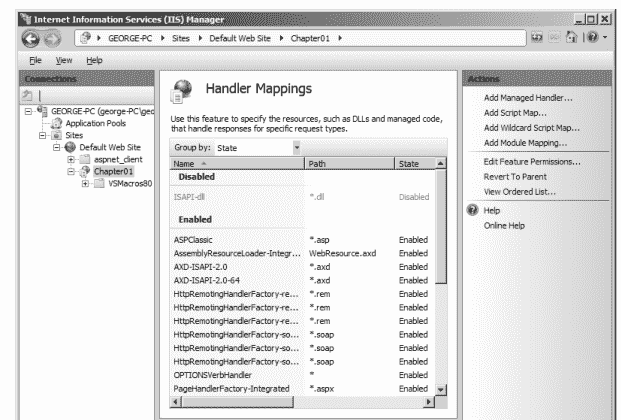 Internet Information Services (IIS) Manager
GEORGE-PC Sites Default Web Site Chapter01
File View Help
Connections
GEORGE-PC (george-PC\geo
Application Pools
Sites
Default Web Site
aspnet_client
Chapter01
VSMacros80
Handler Mappings
Use this feature to specify the resources, such as DLLs and managed code,
that handle responses for specific request types.
Group by: State
Name Path State
Disabled
ISAPI-dll *.dll Disabled
Enabled
ASPClassic *.asp Enabled
AssemblyResourceLoader-Integr... WebResource.axd Enabled
AXD-ISAPI-2.0 *.axd Enabled
AXD-ISAPI-2.0-64 *.axd Enabled
HttpRemotingHandlerFactory-re... *.rem Enabled
HttpRemotingHandlerFactory-re... *.rem Enabled
HttpRemotingHandlerFactory-re... *.rem Enabled
HttpRemotingHandlerFactory-so... *.soap Enabled
HttpRemotingHandlerFactory-so... *.soap Enabled
HttpRemotingHandlerFactory-so... *.soap Enabled
OPTIONSVerbHandler * Enabled
PageHandlerFactory-Integrated *.aspx Enabled
Actions
Add Managed Handler...
Add Script Map...
Add Wildcard Script Map...
Add Module Mapping...
Edit Feature Permissions...
Revert To Parent
View Ordered List...
Help
Online Help